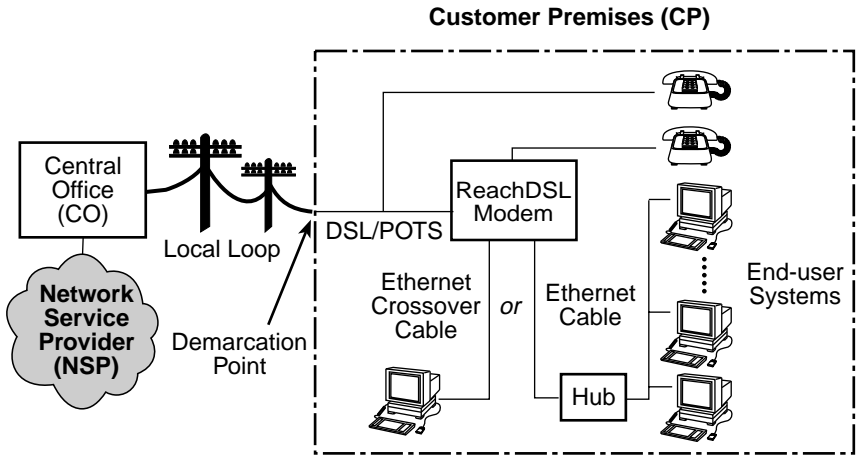 Customer Premises (CP)
Central
Office
(CO)
Local Loop
Network
Service
Provider
(NSP)
Demarcation
Point
DSL/POTS
ReachDSL
Modem
Ethernet
Crossover
Cable
or
Ethernet
Cable
Hub
End-user
Systems